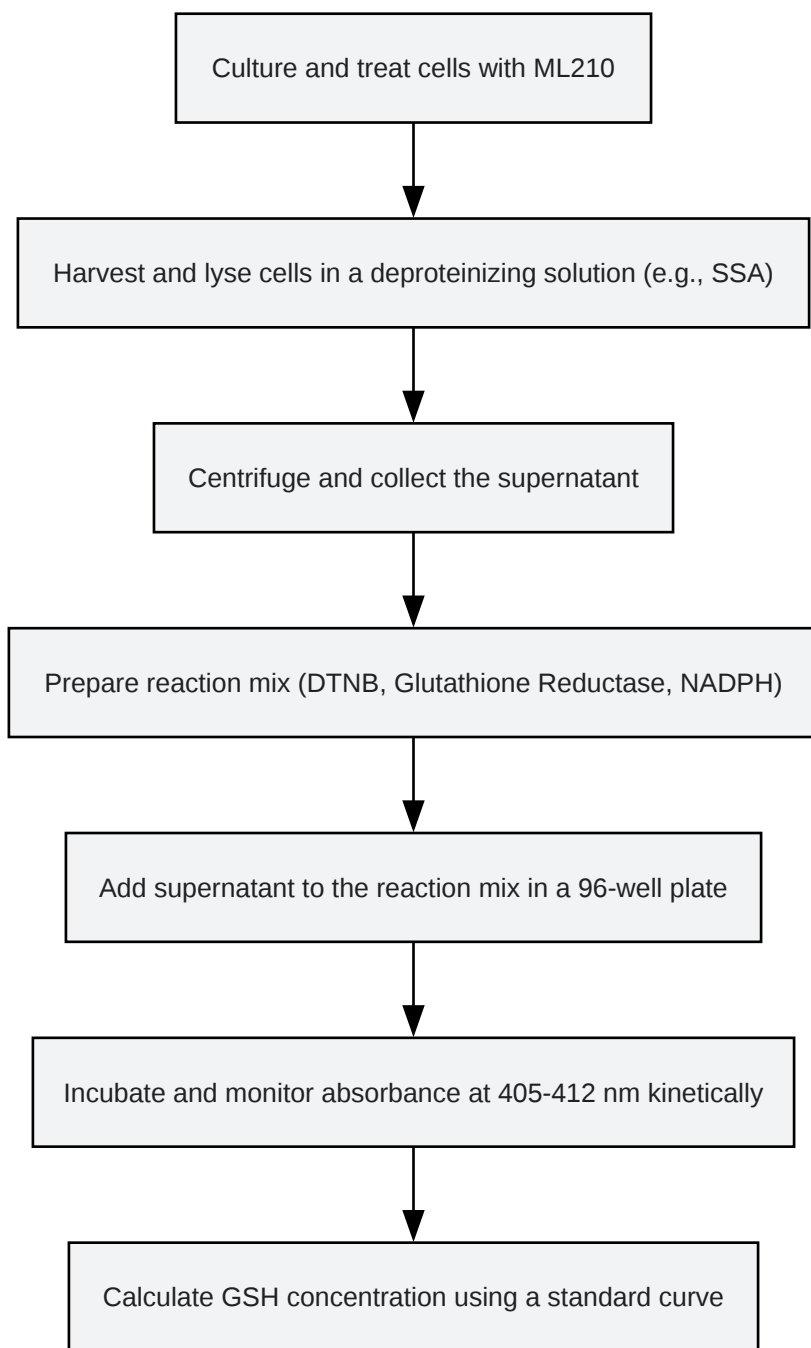 Culture and treat cells with ML210
Harvest and lyse cells in a deproteinizing solution (e.g., SSA)
Centrifuge and collect the supernatant
Prepare reaction mix (DTNB, Glutathione Reductase, NADPH)
Add supernatant to the reaction mix in a 96-well plate
Incubate and monitor absorbance at 405-412 nm kinetically
Calculate GSH concentration using a standard curve